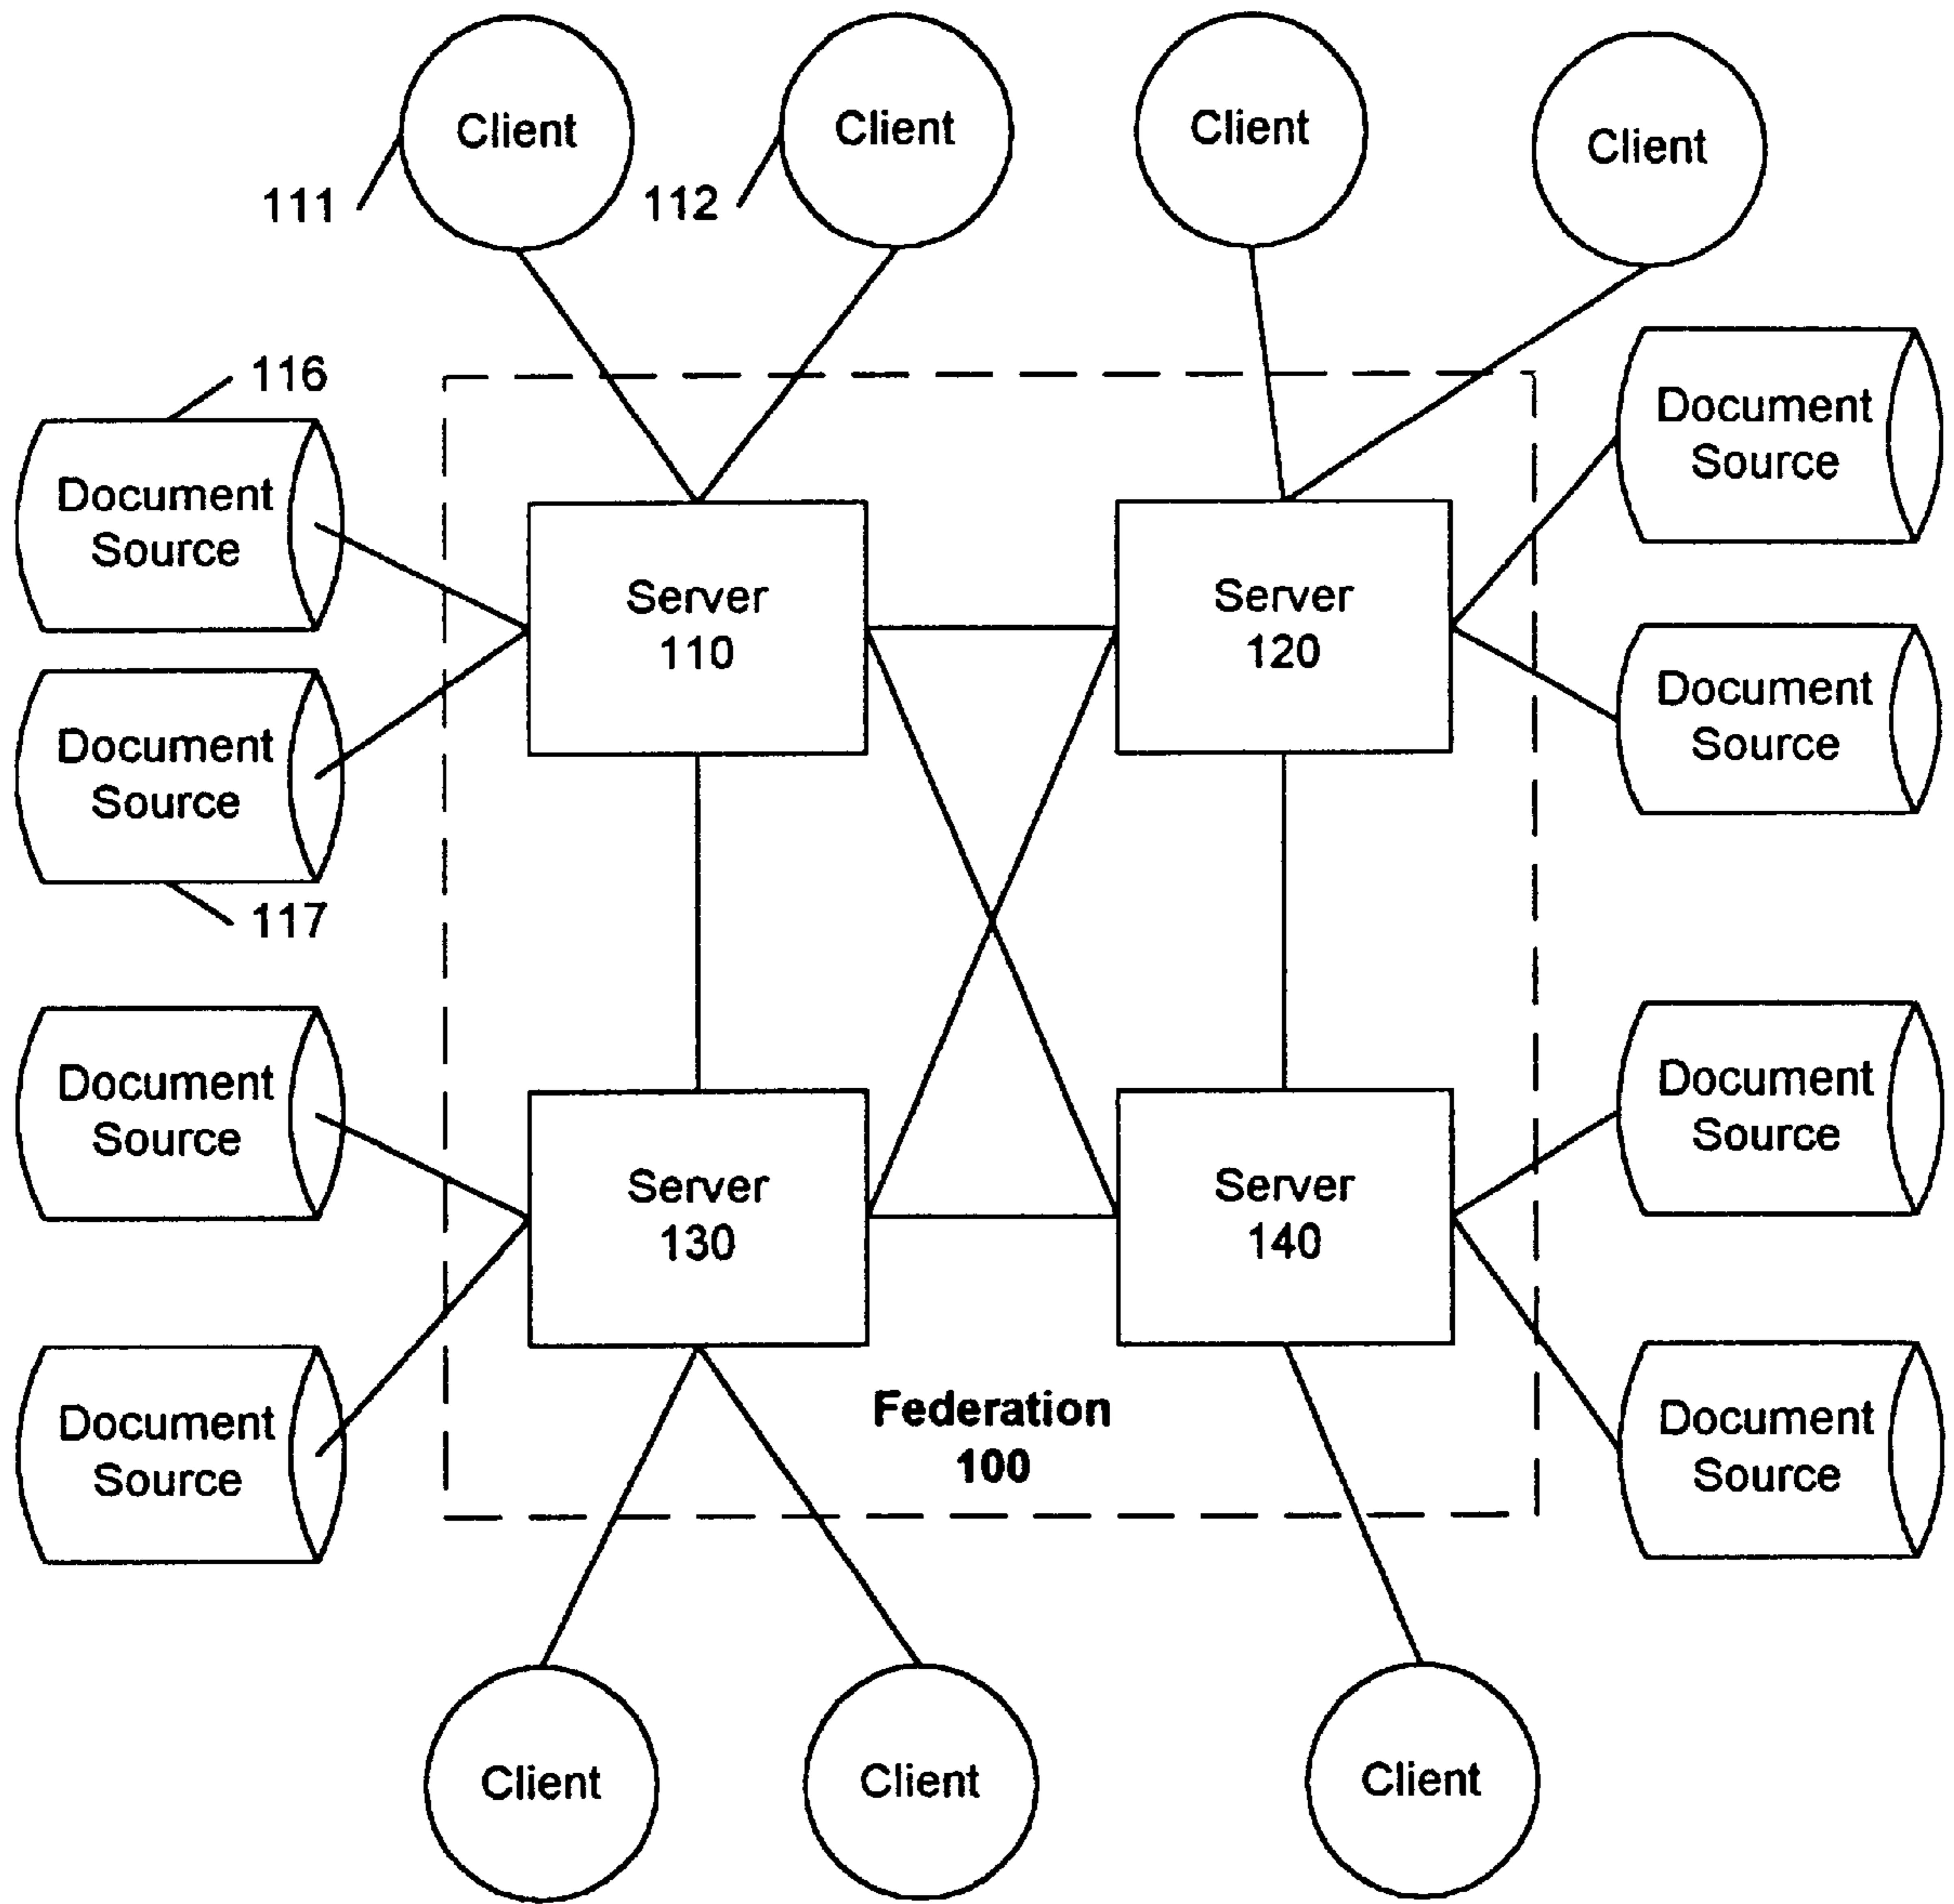 Client
Client
Client
Client
111
112
116
Document
Source
Document
Source
Document
Source
Document
Source
117
Server
110
Server
120
Document
Source
Document
Source
Document
Source
Document
Source
Server
130
Server
140
Federation
100
Client
Client
Client